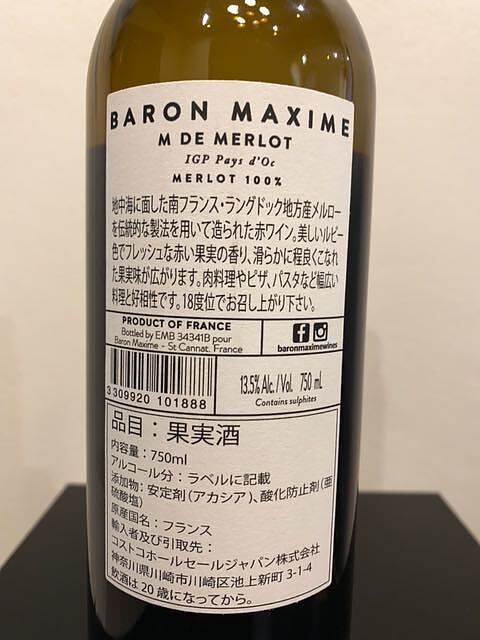 BARON MAXIME
M DE MERLOT
IGP Pays d'Oc
MERLOT 100%
地中海に面した南フランス・ラングドック地方産メルロー
を伝統的な製法を用いて造られた赤ワイン。美しいルビー
色でフレッシュな赤い果実の香り、滑らかに程良くこなれ
た果実味が広がります。肉料理やピザ、パスタなど幅広い
料理と好相性です。18度位でお召し上がり下さい。
PRODUCT OF FRANCE
Bottled by EMB 34341B pour
Baron Maxime - St Cannat. France
baronmaximewines
3 309920 101888
13.5% Alc. / Vol. 750 mL
Contains sulphites
品目：果実酒
内容量：750ml
アルコール分：ラベルに記載
添加物：安定剤（アカシア）、酸化防止剤（亜
硫酸塩）
原産国名：フランス
輸入者及び引取先：
コストコホールセールジャパン株式会社
神奈川県川崎市川崎区池上新町 3-1-4
飲酒は 20 歳になってから。